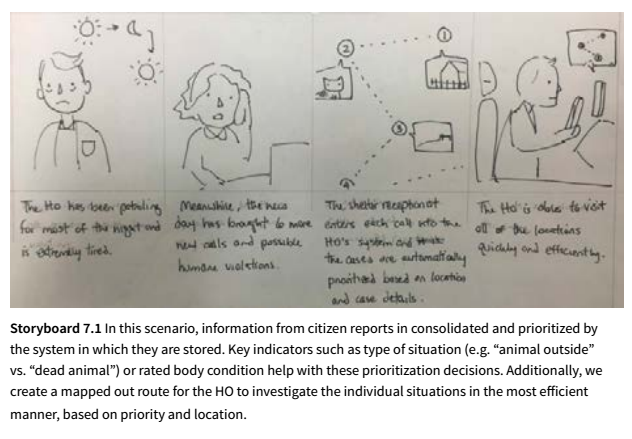 1
2
3
4
The HO has been patrolling
for most of the night and
is extremely tired.
Meanwhile, the new
day has brought 6 more
new calls and possible
humane violations.
The shelter receptionist
enters each call into the
HO's system and
the cases are automatically
prioritized based on location
and case details.
The HO is able to visit
all of the locations
quickly and efficiently.
Storyboard 7.1 In this scenario, information from citizen reports in consolidated and prioritized by
the system in which they are stored. Key indicators such as type of situation (e.g. “animal outside”
vs. “dead animal”) or rated body condition help with these prioritization decisions. Additionally, we
create a mapped out route for the HO to investigate the individual situations in the most efficient
manner, based on priority and location.